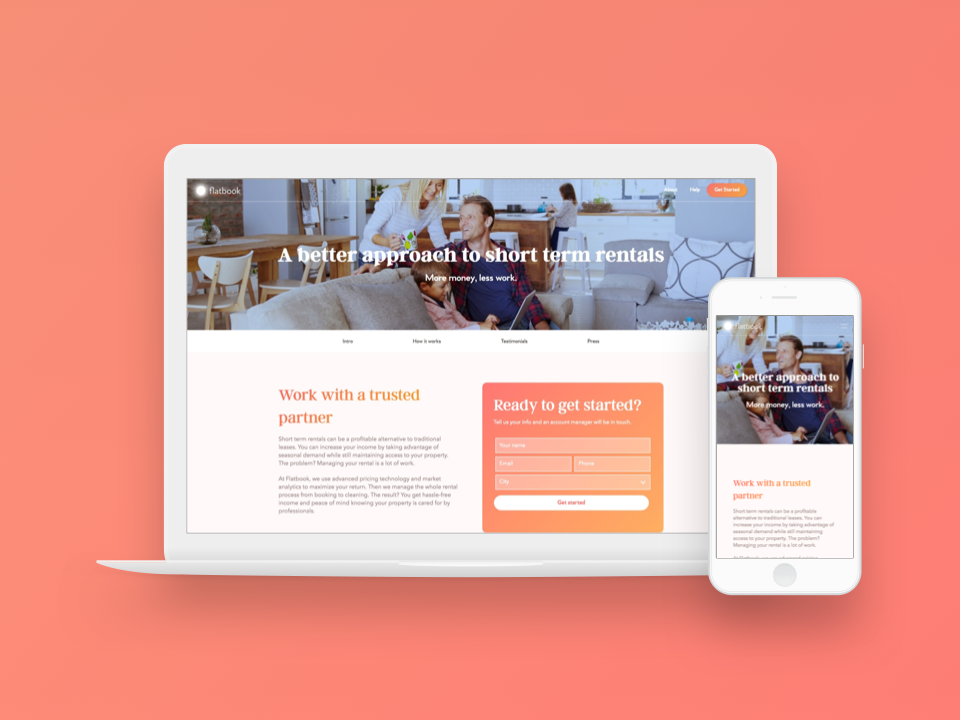 flatbook
About Help Get Started
A better approach to short term rentals
More money, less work.
Intro How it works Testimonials Press
Work with a trusted
partner
Short term rentals can be a profitable alternative to traditional
leases. You can increase your income by taking advantage of
seasonal demand while still maintaining access to your property.
The problem? Managing your rental is a lot of work.
At Flatbook, we use advanced pricing technology and market
analytics to maximize your return. Then we manage the whole rental
process from booking to cleaning. The result? You get hassle-free
income and peace of mind knowing your property is cared for by
professionals.
Ready to get started?
Tell us your info and an account manager will be in touch.
Your name
Email Phone
City
Get started
flatbook
A better approach to
short term rentals
More money, less work.
Work with a trusted
partner
Short term rentals can be a profitable
alternative to traditional leases. You can
increase your income by taking advantage of
seasonal demand while still maintaining
access to your property. The problem?
Managing your rental is a lot of work.